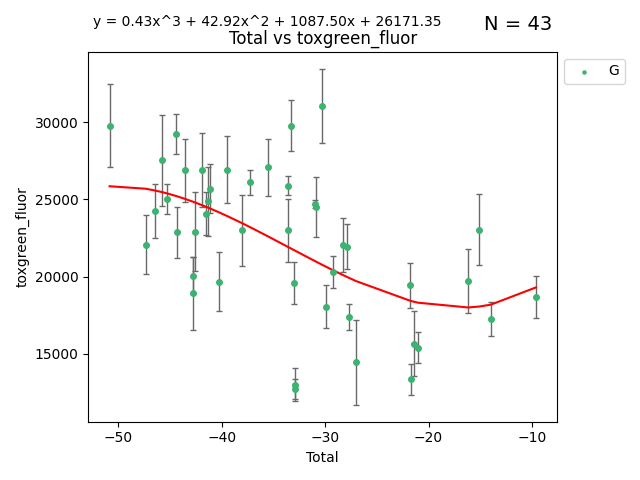 y = 0.43x^3 + 42.92x^2 + 1087.50x + 26171.35
N = 43
Total vs toxgreen_fluor
G
30000
25000
20000
15000
toxgreen_fluor
−50
−40
−30
−20
−10
Total